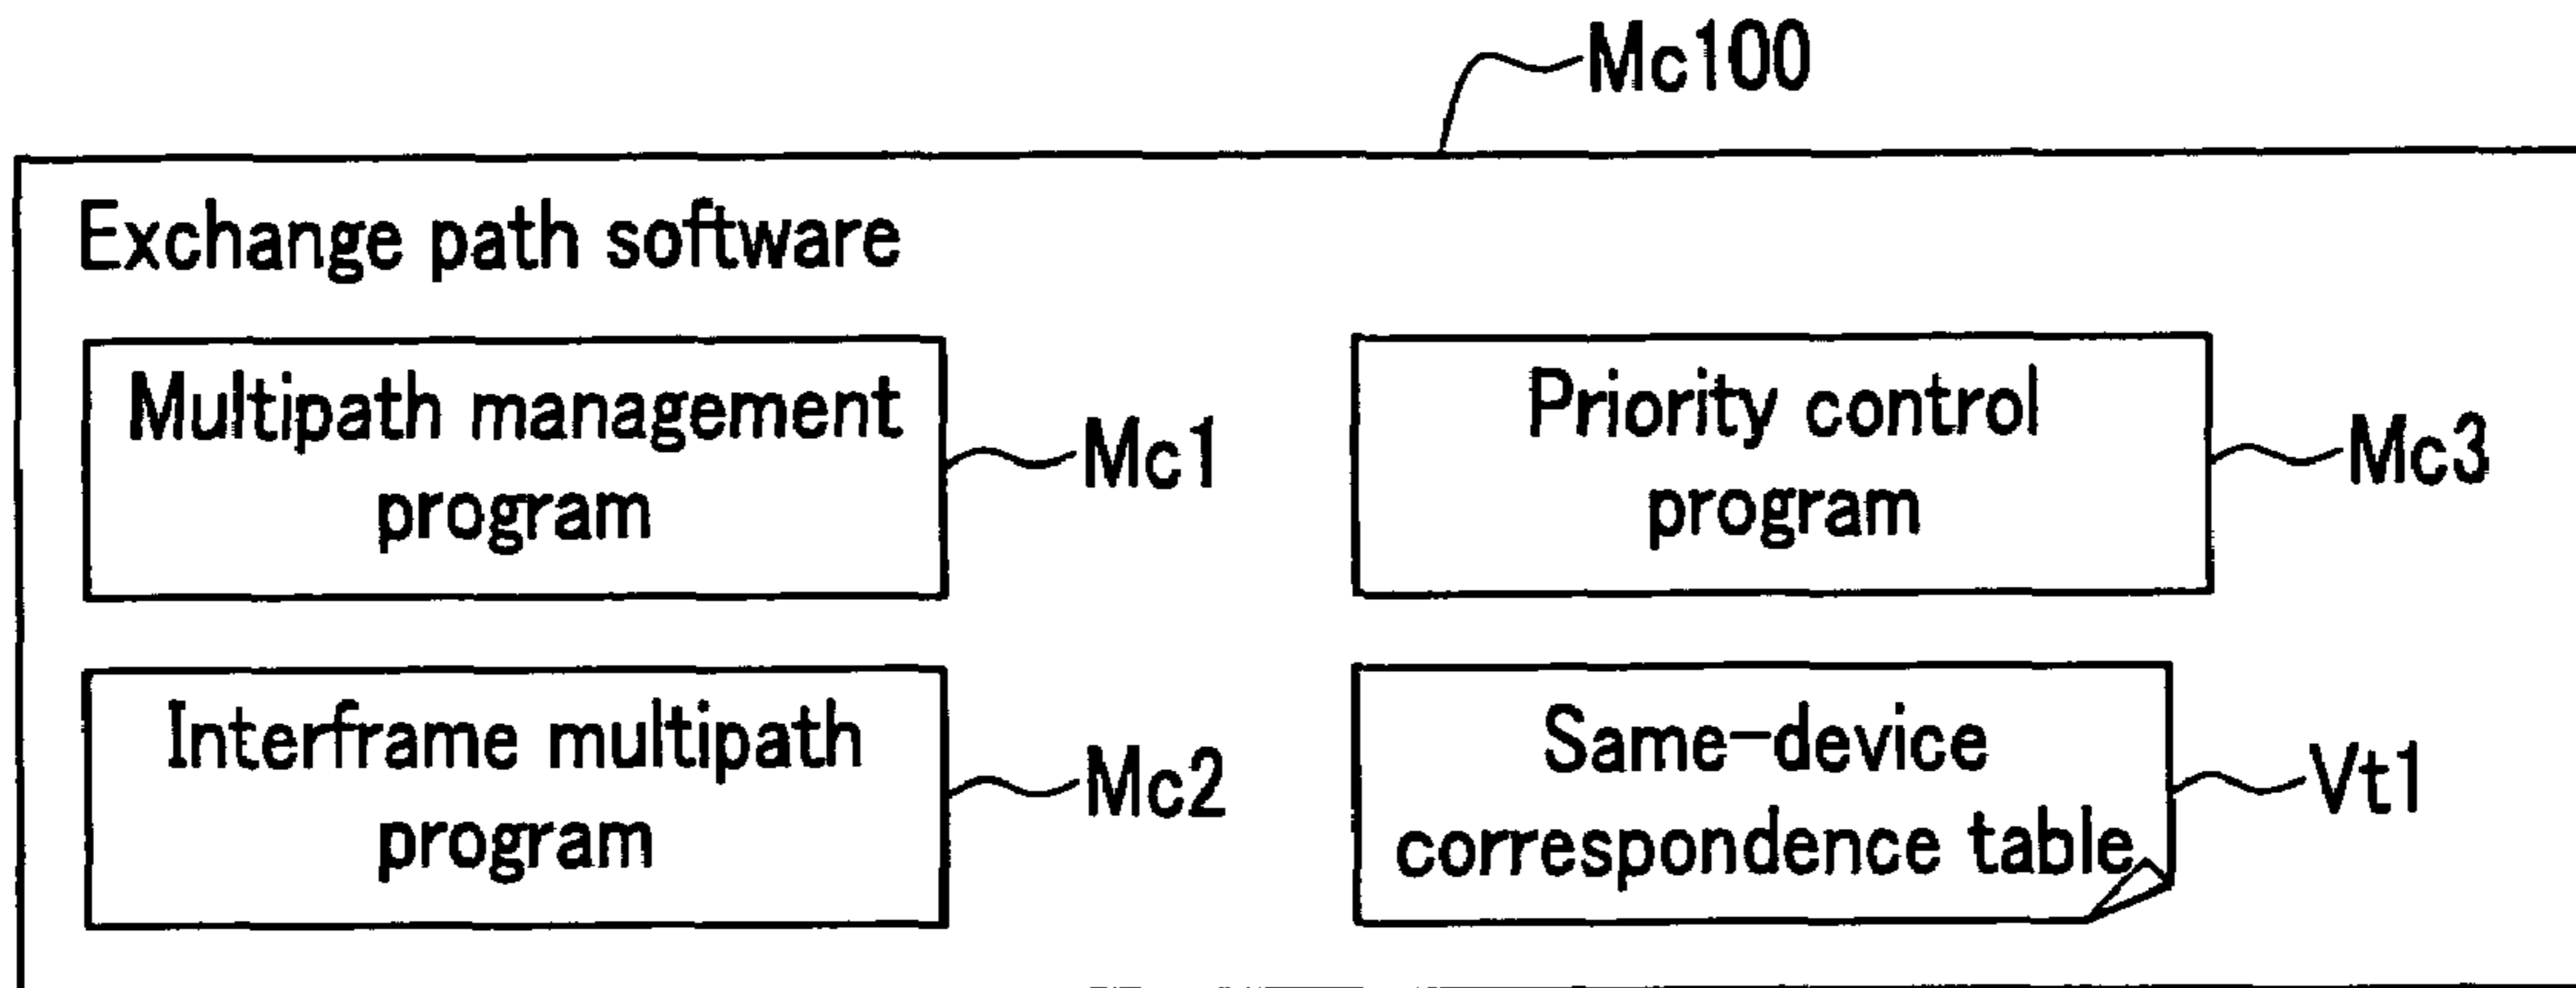 Mc100
Exchange path software
Multipath management
program
Mc1
Priority control
program
Mc3
Interframe multipath
program
Mc2
Same-device
correspondence table
Vt1